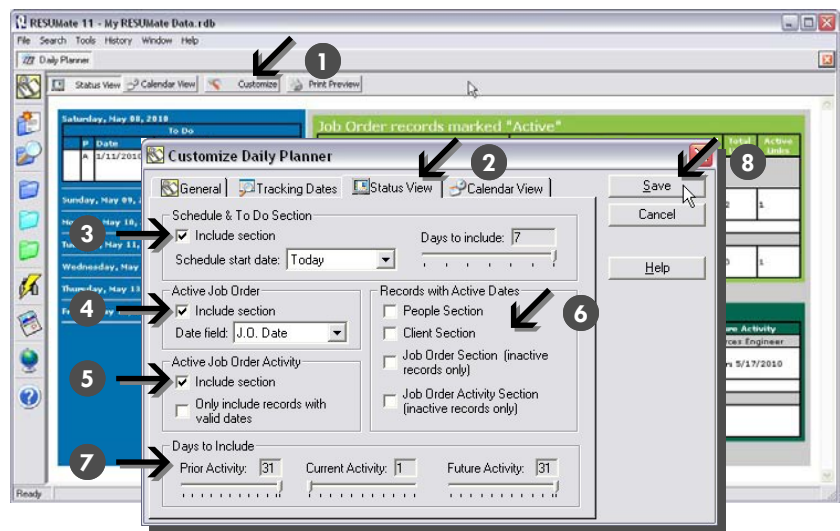 RESUMate 11 - My RESUMate Data.rdb
File Search Tools History Window Help
Daily Planner
1
Status View Calendar View Customize Print Preview
Saturday, May 08, 2010
To Do
P Date
A 1/11/2010
Sunday, May 09,
May 10,
May 11,
Wednesday, May
Thursday, May 13
Job Order records marked "Active"
Total Active
Links
1
1
Activity
Engineer
5/17/2010
Customize Daily Planner
2
8
General Tracking Dates Status View Calendar View
Save
Cancel
Help
Schedule & To Do Section
3
Include section
Days to include: 7
Schedule start date: Today
Active Job Order
4
Include section
Date field: J.O. Date
Records with Active Dates
6
People Section
Client Section
Job Order Section (inactive
records only)
Job Order Activity Section
(inactive records only)
Active Job Order Activity
5
Include section
Only include records with
valid dates
Days to Include
7
Prior Activity: 31 Current Activity: 1 Future Activity: 31
Ready